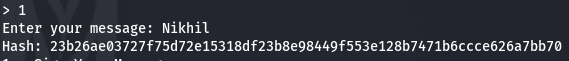 > 1
Enter your message: Nikhil
Hash: 23b26ae03727f75d72e15318df23b8e98449f553e128b7471b6ccce626a7bb70